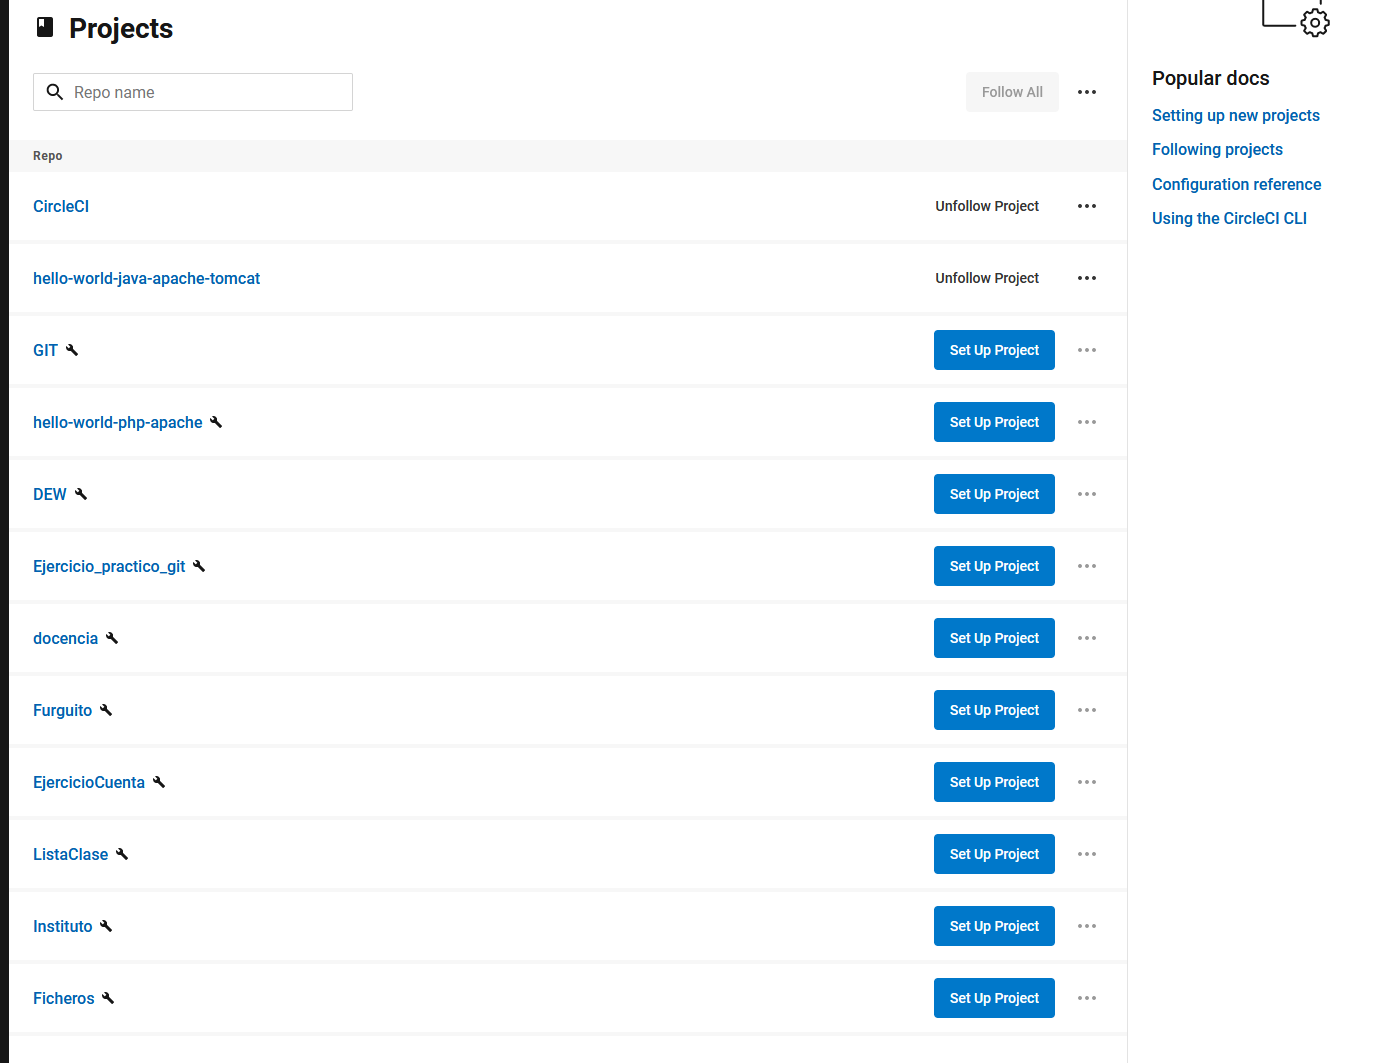 Projects
Repo name
Follow All
Repo
CircleCI
Unfollow Project
hello-world-java-apache-tomcat
Unfollow Project
GIT
Set Up Project
hello-world-php-apache
Set Up Project
DEW
Set Up Project
Ejercicio_practico_git
Set Up Project
docencia
Set Up Project
Furguito
Set Up Project
EjercicioCuenta
Set Up Project
ListaClase
Set Up Project
Instituto
Set Up Project
Ficheros
Set Up Project
Popular docs
Setting up new projects
Following projects
Configuration reference
Using the CircleCI CLI